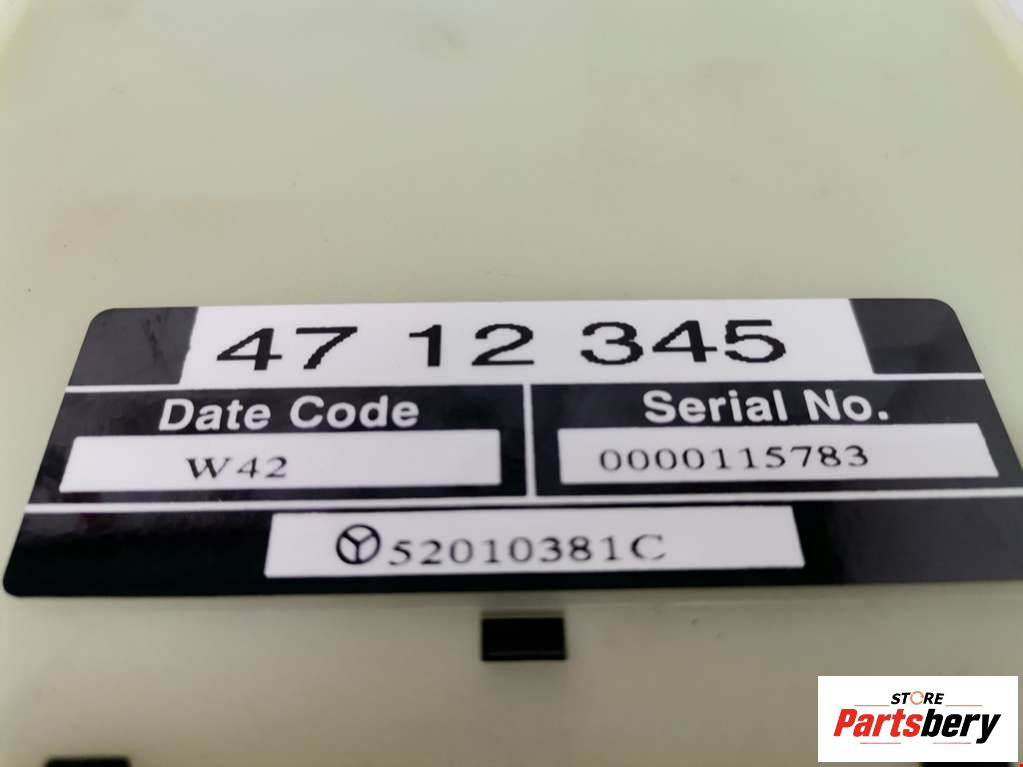 47 12 345
Date Code
Serial No.
W42
0000115783
52010381C
STORE
Partsbery